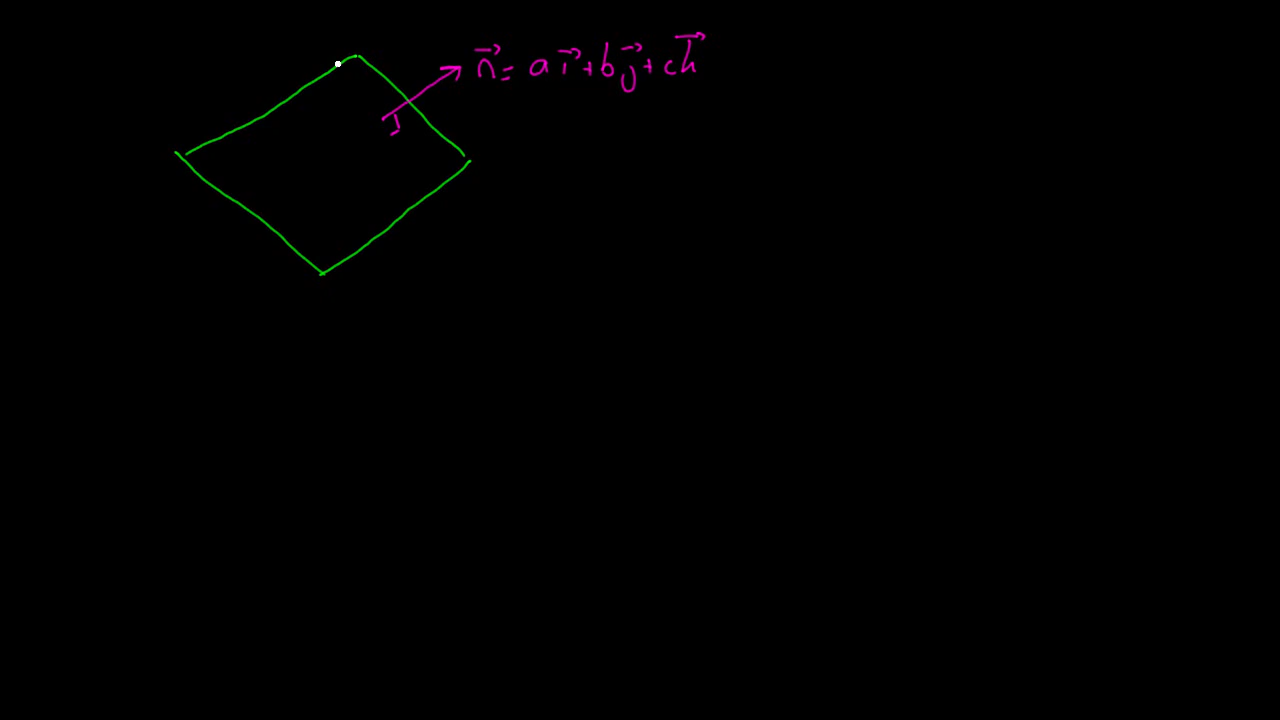 n⃗ = a i⃗ + b j⃗ + c k⃗